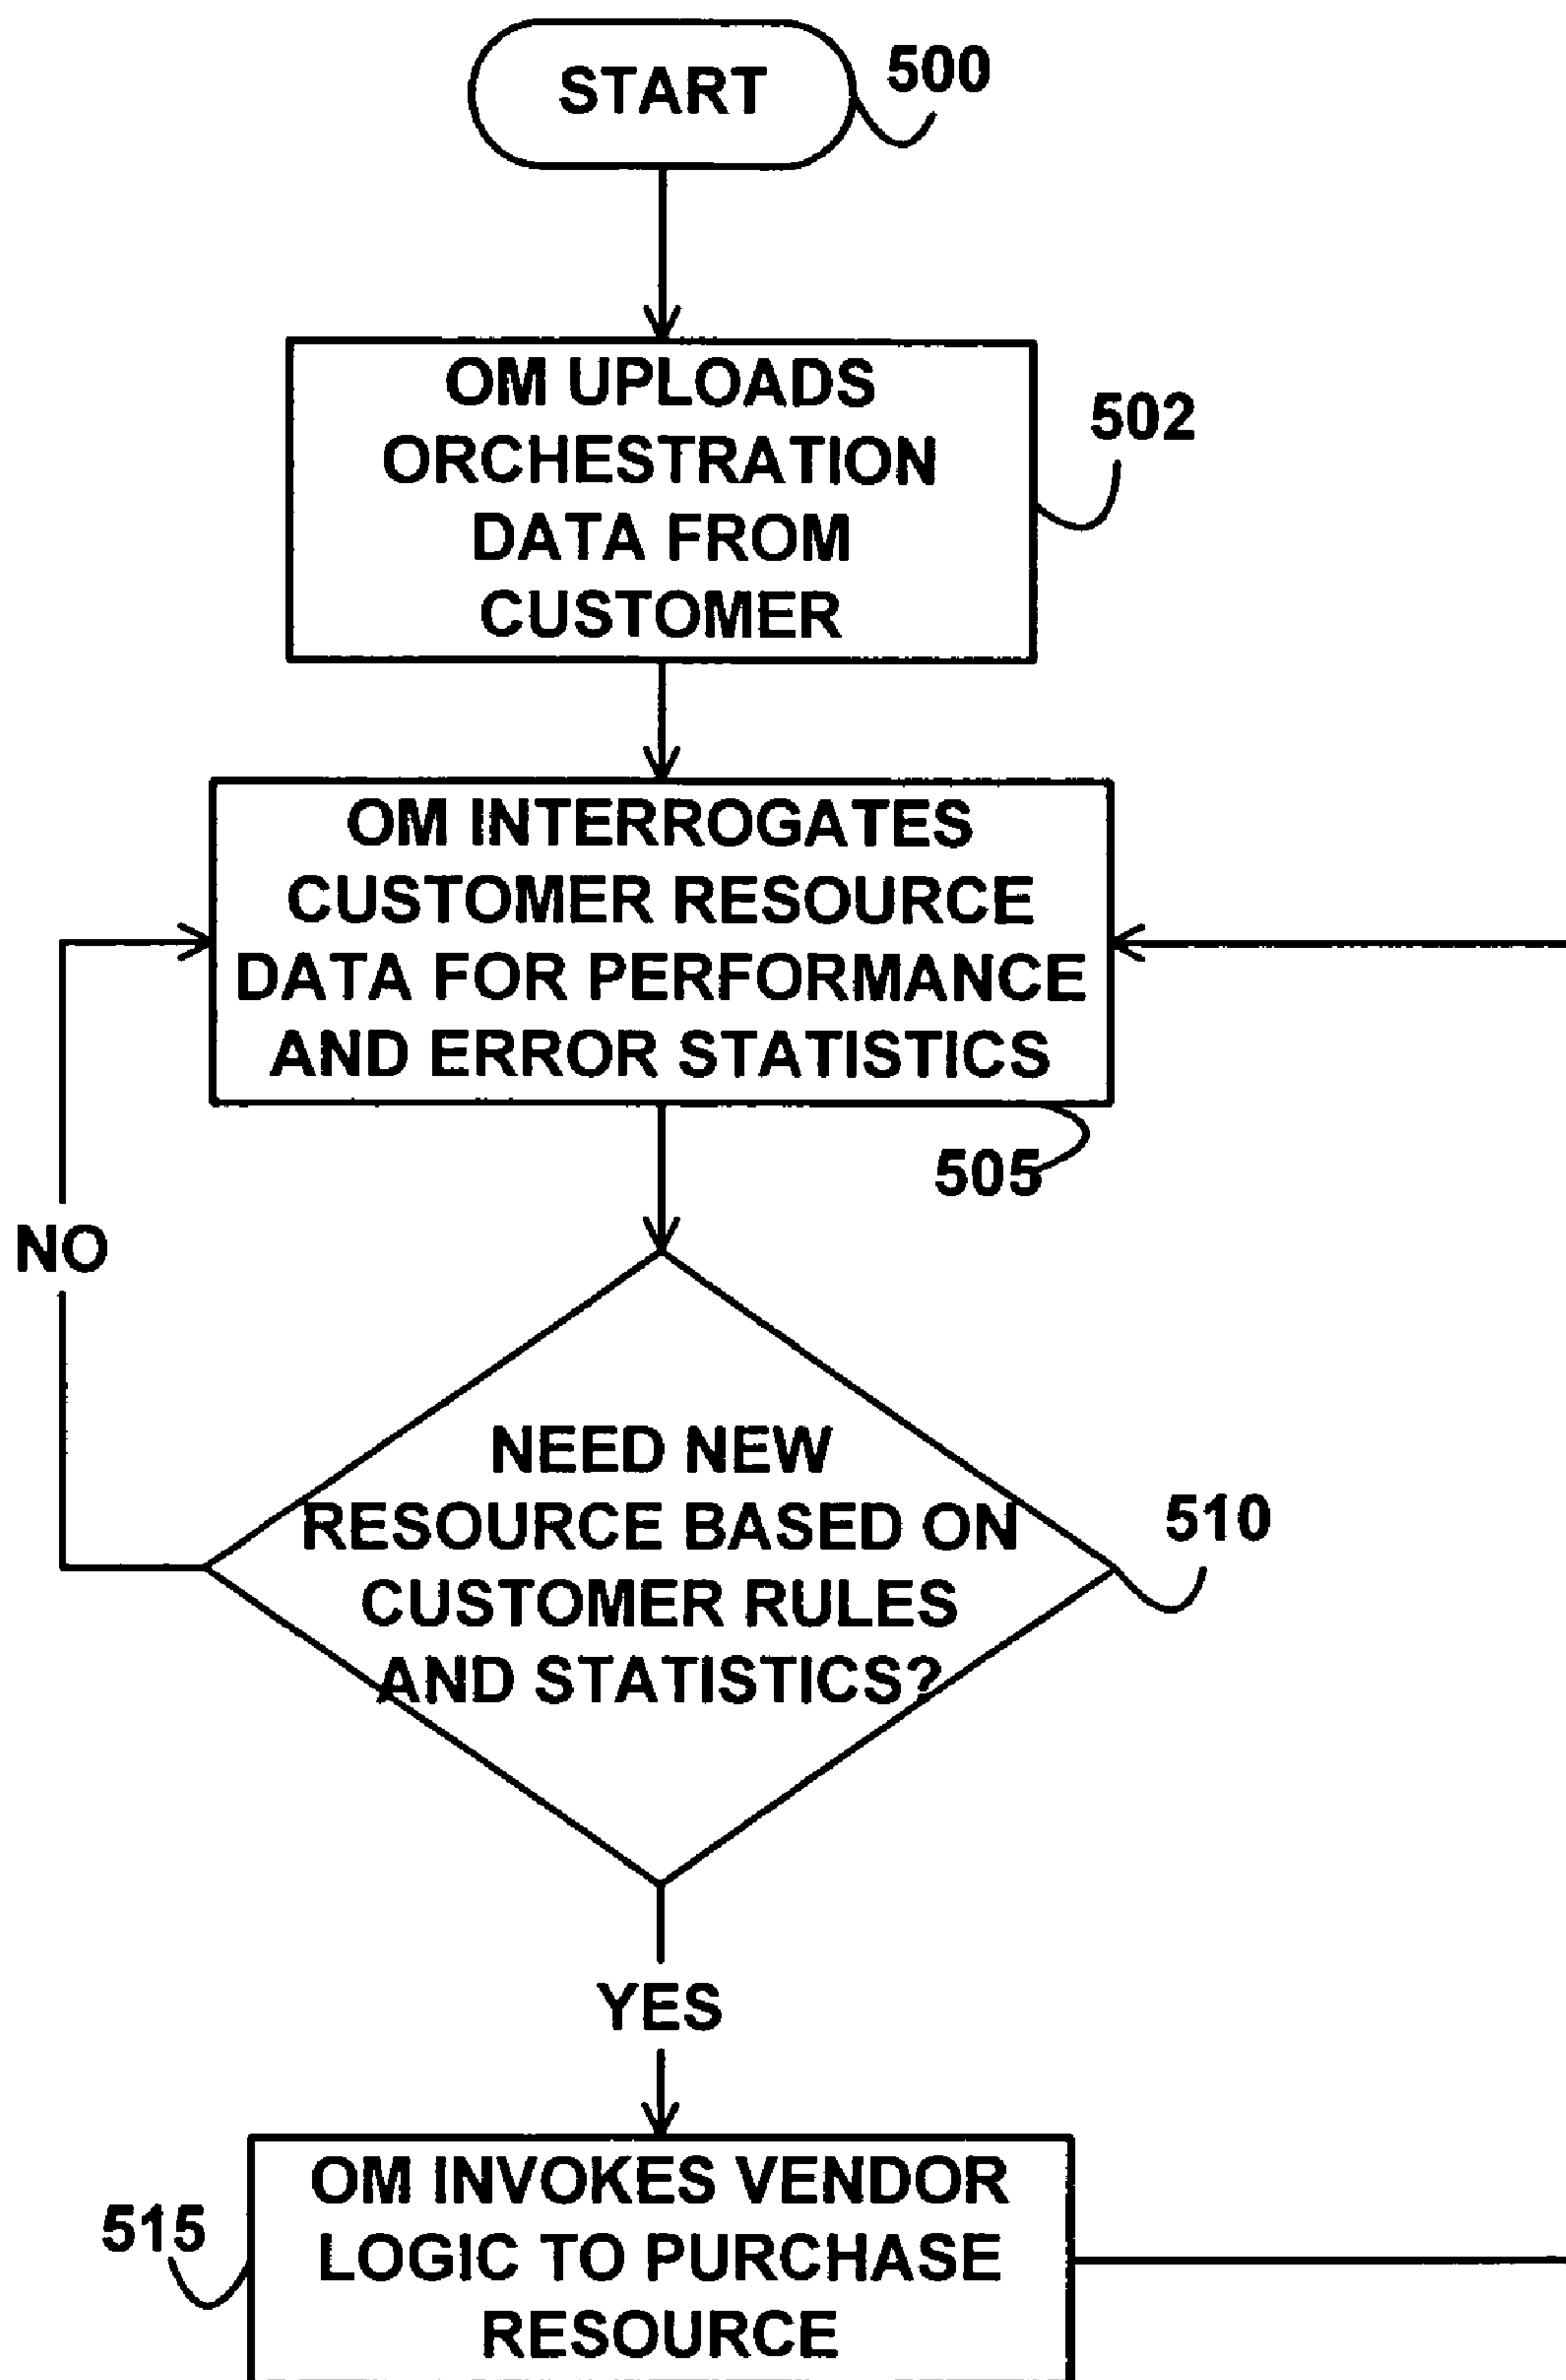 START
500
OM UPLOADS
ORCHESTRATION
DATA FROM
CUSTOMER
502
OM INTERROGATES
CUSTOMER RESOURCE
DATA FOR PERFORMANCE
AND ERROR STATISTICS
505
NO
NEED NEW
RESOURCE BASED ON
CUSTOMER RULES
AND STATISTICS?
510
YES
OM INVOKES VENDOR
LOGIC TO PURCHASE
RESOURCE
515